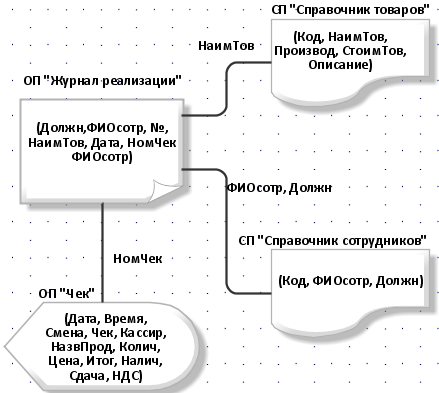 СП "Справочник товаров"
(Код, НаимТов,
Производ, СтоимТов,
Описание)
НаимТов
ОП "Журнал реализации"
(Должн,ФИОсотр, №,
НаимТов, Дата, НомЧек
ФИОсотр)
ФИОсотр, Должн
СП "Справочник сотрудников"
(Код, ФИОсотр, Должн)
НомЧек
ОП "Чек"
(Дата, Время,
Смена, Чек, Кассир,
НазвПрод, Колич,
Цена, Итог, Налич,
Сдача, НДС)